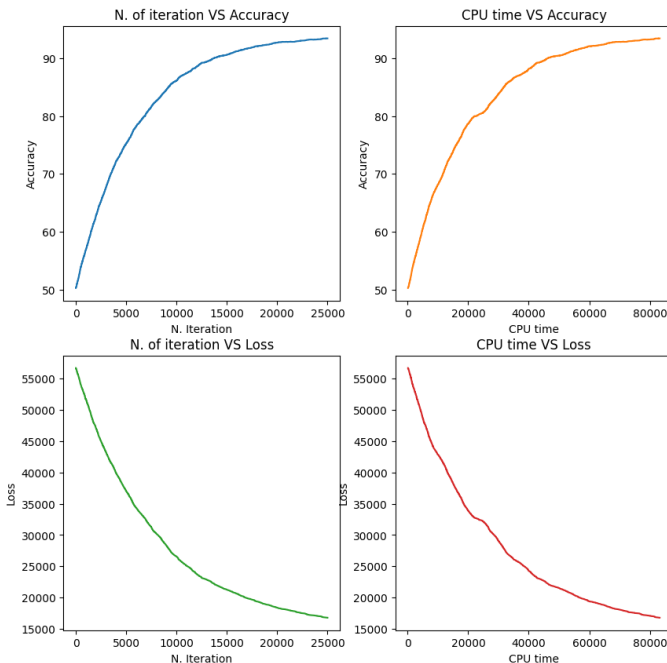 N. of iteration VS Accuracy
Accuracy
90
80
70
60
50
0 5000 10000 15000 20000 25000
N. Iteration
CPU time VS Accuracy
Accuracy
90
80
70
60
50
0 20000 40000 60000 80000
CPU time
N. of iteration VS Loss
Loss
55000
50000
45000
40000
35000
30000
25000
20000
15000
0 5000 10000 15000 20000 25000
N. Iteration
CPU time VS Loss
Loss
55000
50000
45000
40000
35000
30000
25000
20000
15000
0 20000 40000 60000 80000
CPU time